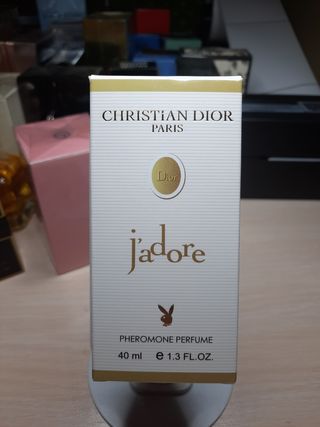 CHRISTiAN DIOR
PARIS
Dior
j'adore
PHEROMONE PERFUME
40 ml e 1.3 FL.OZ.